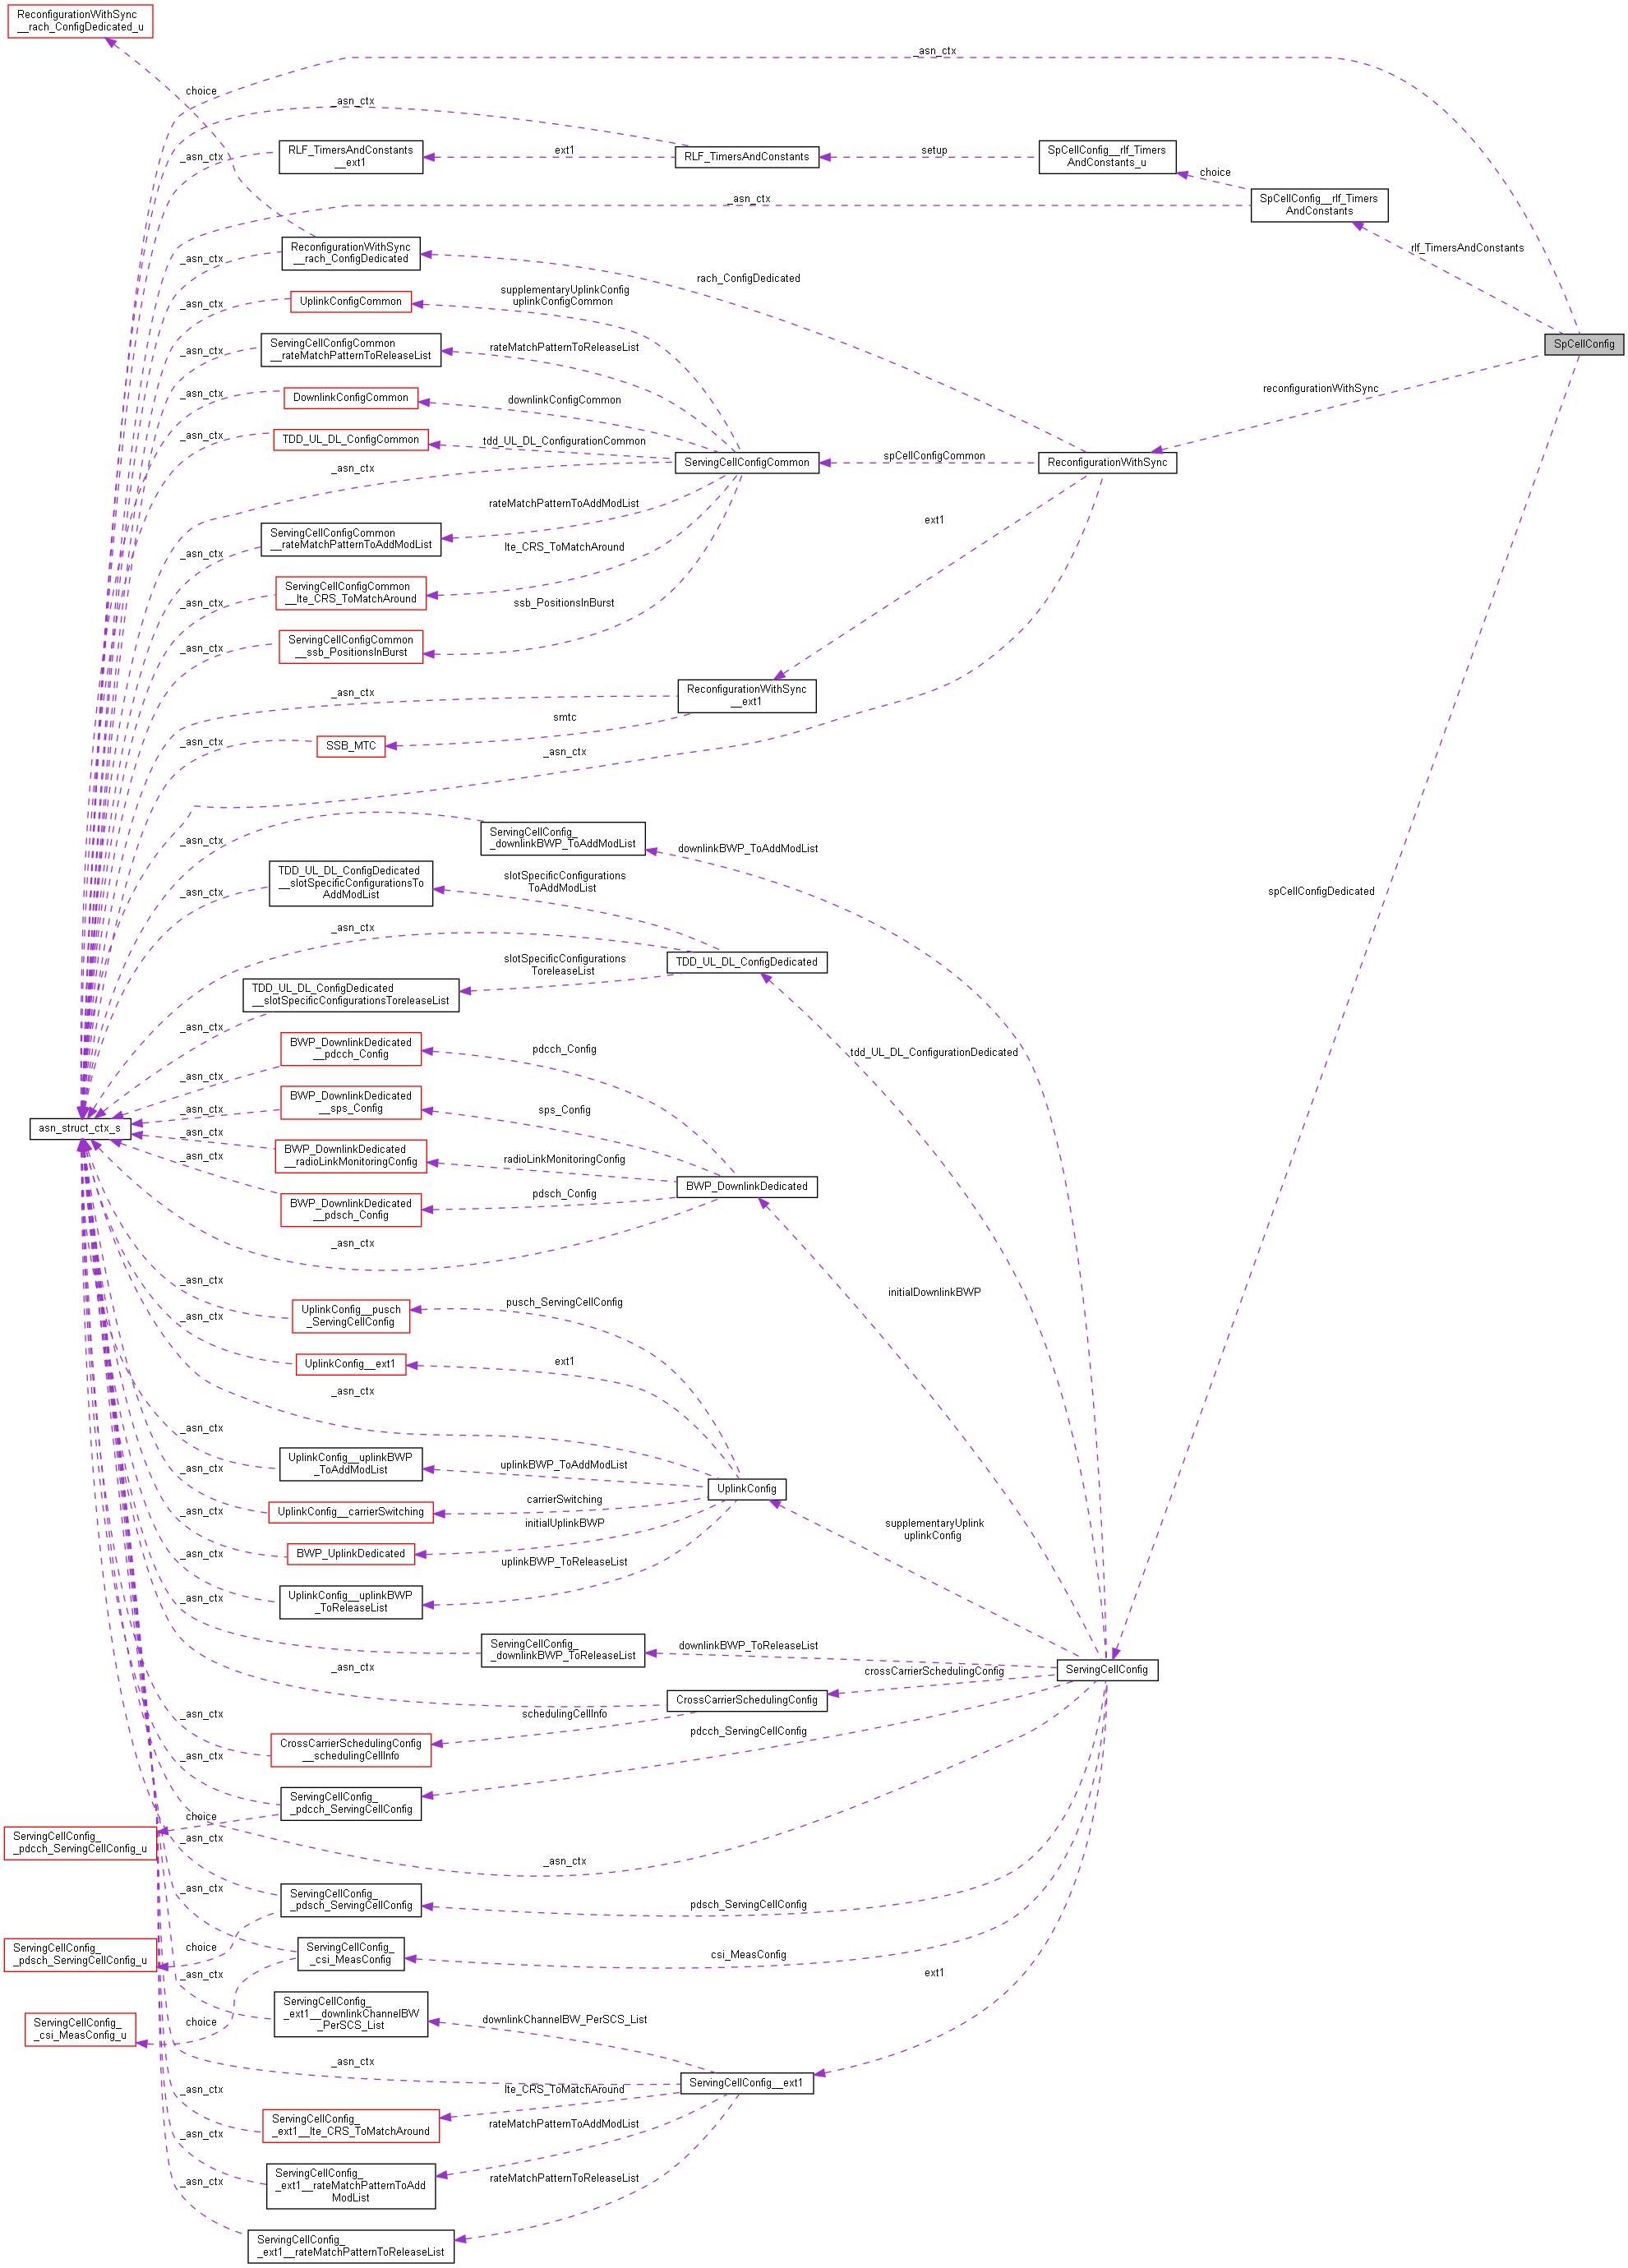 ReconfigurationWithSync
__rach_ConfigDedicated_u
_asn_ctx
choice
_asn_ctx
RLF_TimersAndConstants
__ext1
_asn_ctx
ext1
RLF_TimersAndConstants
setup
SpCellConfig__rlf_Timers
AndConstants_u
choice
SpCellConfig__rlf_Timers
AndConstants
_asn_ctx
rlf_TimersAndConstants
ReconfigurationWithSync
__rach_ConfigDedicated
_asn_ctx
rach_ConfigDedicated
UplinkConfigCommon
_asn_ctx
supplementaryUplinkConfig
uplinkConfigCommon
ServingCellConfigCommon
__rateMatchPatternToReleaseList
_asn_ctx
rateMatchPatternToReleaseList
SpCellConfig
reconfigurationWithSync
DownlinkConfigCommon
_asn_ctx
downlinkConfigCommon
TDD_UL_DL_ConfigCommon
_asn_ctx
tdd_UL_DL_ConfigurationCommon
ServingCellConfigCommon
spCellConfigCommon
ReconfigurationWithSync
_asn_ctx
rateMatchPatternToAddModList
ext1
ServingCellConfigCommon
__rateMatchPatternToAddModList
_asn_ctx
lte_CRS_ToMatchAround
ServingCellConfigCommon
__lte_CRS_ToMatchAround
_asn_ctx
ssb_PositionsInBurst
ServingCellConfigCommon
__ssb_PositionsInBurst
_asn_ctx
ReconfigurationWithSync
__ext1
_asn_ctx
smtc
SSB_MTC
_asn_ctx
_asn_ctx
ServingCellConfig_
_downlinkBWP_ToAddModList
_asn_ctx
downlinkBWP_ToAddModList
TDD_UL_DL_ConfigDedicated
__slotSpecificConfigurationsTo
AddModList
_asn_ctx
slotSpecificConfigurations
ToAddModList
spCellConfigDedicated
_asn_ctx
TDD_UL_DL_ConfigDedicated
slotSpecificConfigurations
ToreleaseList
TDD_UL_DL_ConfigDedicated
__slotSpecificConfigurationsToreleaseList
_asn_ctx
tdd_UL_DL_ConfigurationDedicated
BWP_DownlinkDedicated
__pdcch_Config
_asn_ctx
pdcch_Config
BWP_DownlinkDedicated
__sps_Config
_asn_ctx
sps_Config
asn_struct_ctx_s
_asn_ctx
BWP_DownlinkDedicated
__radioLinkMonitoringConfig
radioLinkMonitoringConfig
_asn_ctx
BWP_DownlinkDedicated
BWP_DownlinkDedicated
__pdsch_Config
pdsch_Config
_asn_ctx
initialDownlinkBWP
_asn_ctx
UplinkConfig__pusch
_ServingCellConfig
pusch_ServingCellConfig
_asn_ctx
UplinkConfig__ext1
ext1
_asn_ctx
_asn_ctx
UplinkConfig__uplinkBWP
_ToAddModList
uplinkBWP_ToAddModList
UplinkConfig
_asn_ctx
UplinkConfig__carrierSwitching
carrierSwitching
_asn_ctx
initialUplinkBWP
supplementaryUplink
uplinkConfig
BWP_UplinkDedicated
_asn_ctx
uplinkBWP_ToReleaseList
UplinkConfig__uplinkBWP
_ToReleaseList
_asn_ctx
ServingCellConfig_
_downlinkBWP_ToReleaseList
downlinkBWP_ToReleaseList
_asn_ctx
crossCarrierSchedulingConfig
ServingCellConfig
CrossCarrierSchedulingConfig
schedulingCellInfo
_asn_ctx
pdcch_ServingCellConfig
CrossCarrierSchedulingConfig
__schedulingCellInfo
_asn_ctx
ServingCellConfig_
_pdcch_ServingCellConfig
choice
ServingCellConfig_
_pdcch_ServingCellConfig_u
_asn_ctx
_asn_ctx
_asn_ctx
ServingCellConfig_
_pdsch_ServingCellConfig
pdsch_ServingCellConfig
choice
ServingCellConfig_
_pdsch_ServingCellConfig_u
ServingCellConfig_
_csi_MeasConfig
csi_MeasConfig
_asn_ctx
ext1
ServingCellConfig_
_ext1__downlinkChannelBW
_PerSCS_List
downlinkChannelBW_PerSCS_List
choice
ServingCellConfig_
_csi_MeasConfig_u
_asn_ctx
ServingCellConfig__ext1
_asn_ctx
lte_CRS_ToMatchAround
ServingCellConfig_
_ext1__lte_CRS_ToMatchAround
rateMatchPatternToAddModList
_asn_ctx
ServingCellConfig_
_ext1__rateMatchPatternToAdd
ModList
_asn_ctx
rateMatchPatternToReleaseList
ServingCellConfig_
_ext1__rateMatchPatternToReleaseList